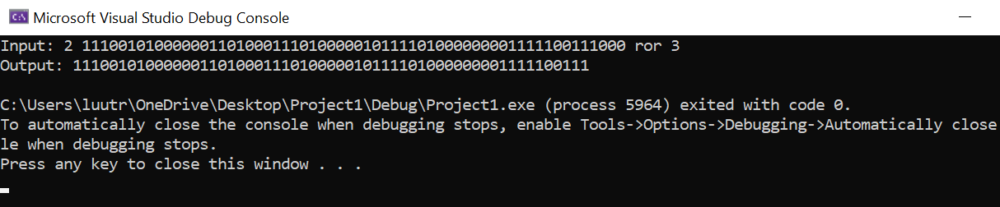 Microsoft Visual Studio Debug Console
Input: 2 111001010000001101000111010000010111101000000001111100111000 ror 3
Output: 111001010000001101000111010000010111101000000001111100111
C:\Users\luutr\OneDrive\Desktop\Project1\Debug\Project1.exe (process 5964) exited with code 0.
To automatically close the console when debugging stops, enable Tools->Options->Debugging->Automatically close
le when debugging stops.
Press any key to close this window . . .